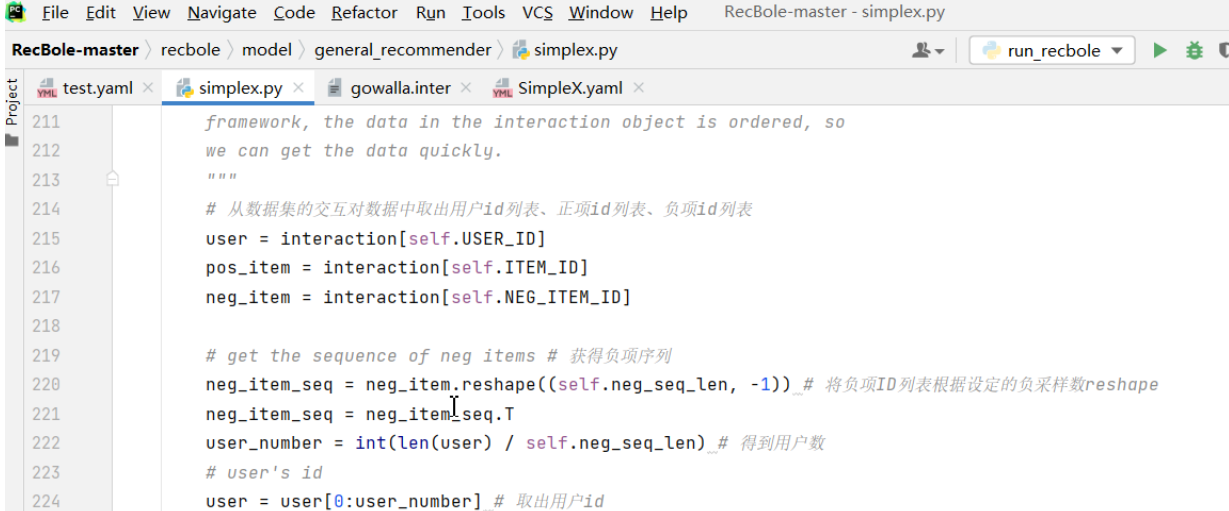 PC File Edit View Navigate Code Refactor Run Tools VCS Window Help RecBole-master - simplex.py
RecBole-master recbole model general_recommender simplex.py run_recbole
Project
YML test.yaml simplex.py gowalla.inter YML SimpleX.yaml
211 framework, the data in the interaction object is ordered, so
212 we can get the data quickly.
213 """
214 # 从数据集的交互对数据中取出用户id列表、正项id列表、负项id列表
215 user = interaction[self.USER_ID]
216 pos_item = interaction[self.ITEM_ID]
217 neg_item = interaction[self.NEG_ITEM_ID]
218
219 # get the sequence of neg items # 获得负项序列
220 neg_item_seq = neg_item.reshape((self.neg_seq_len, -1)) # 将负项ID列表根据设定的负采样数reshape
221 neg_item_seq = neg_item_seq.T
222 user_number = int(len(user) / self.neg_seq_len) # 得到用户数
223 # user's id
224 user = user[0:user_number] # 取出用户id